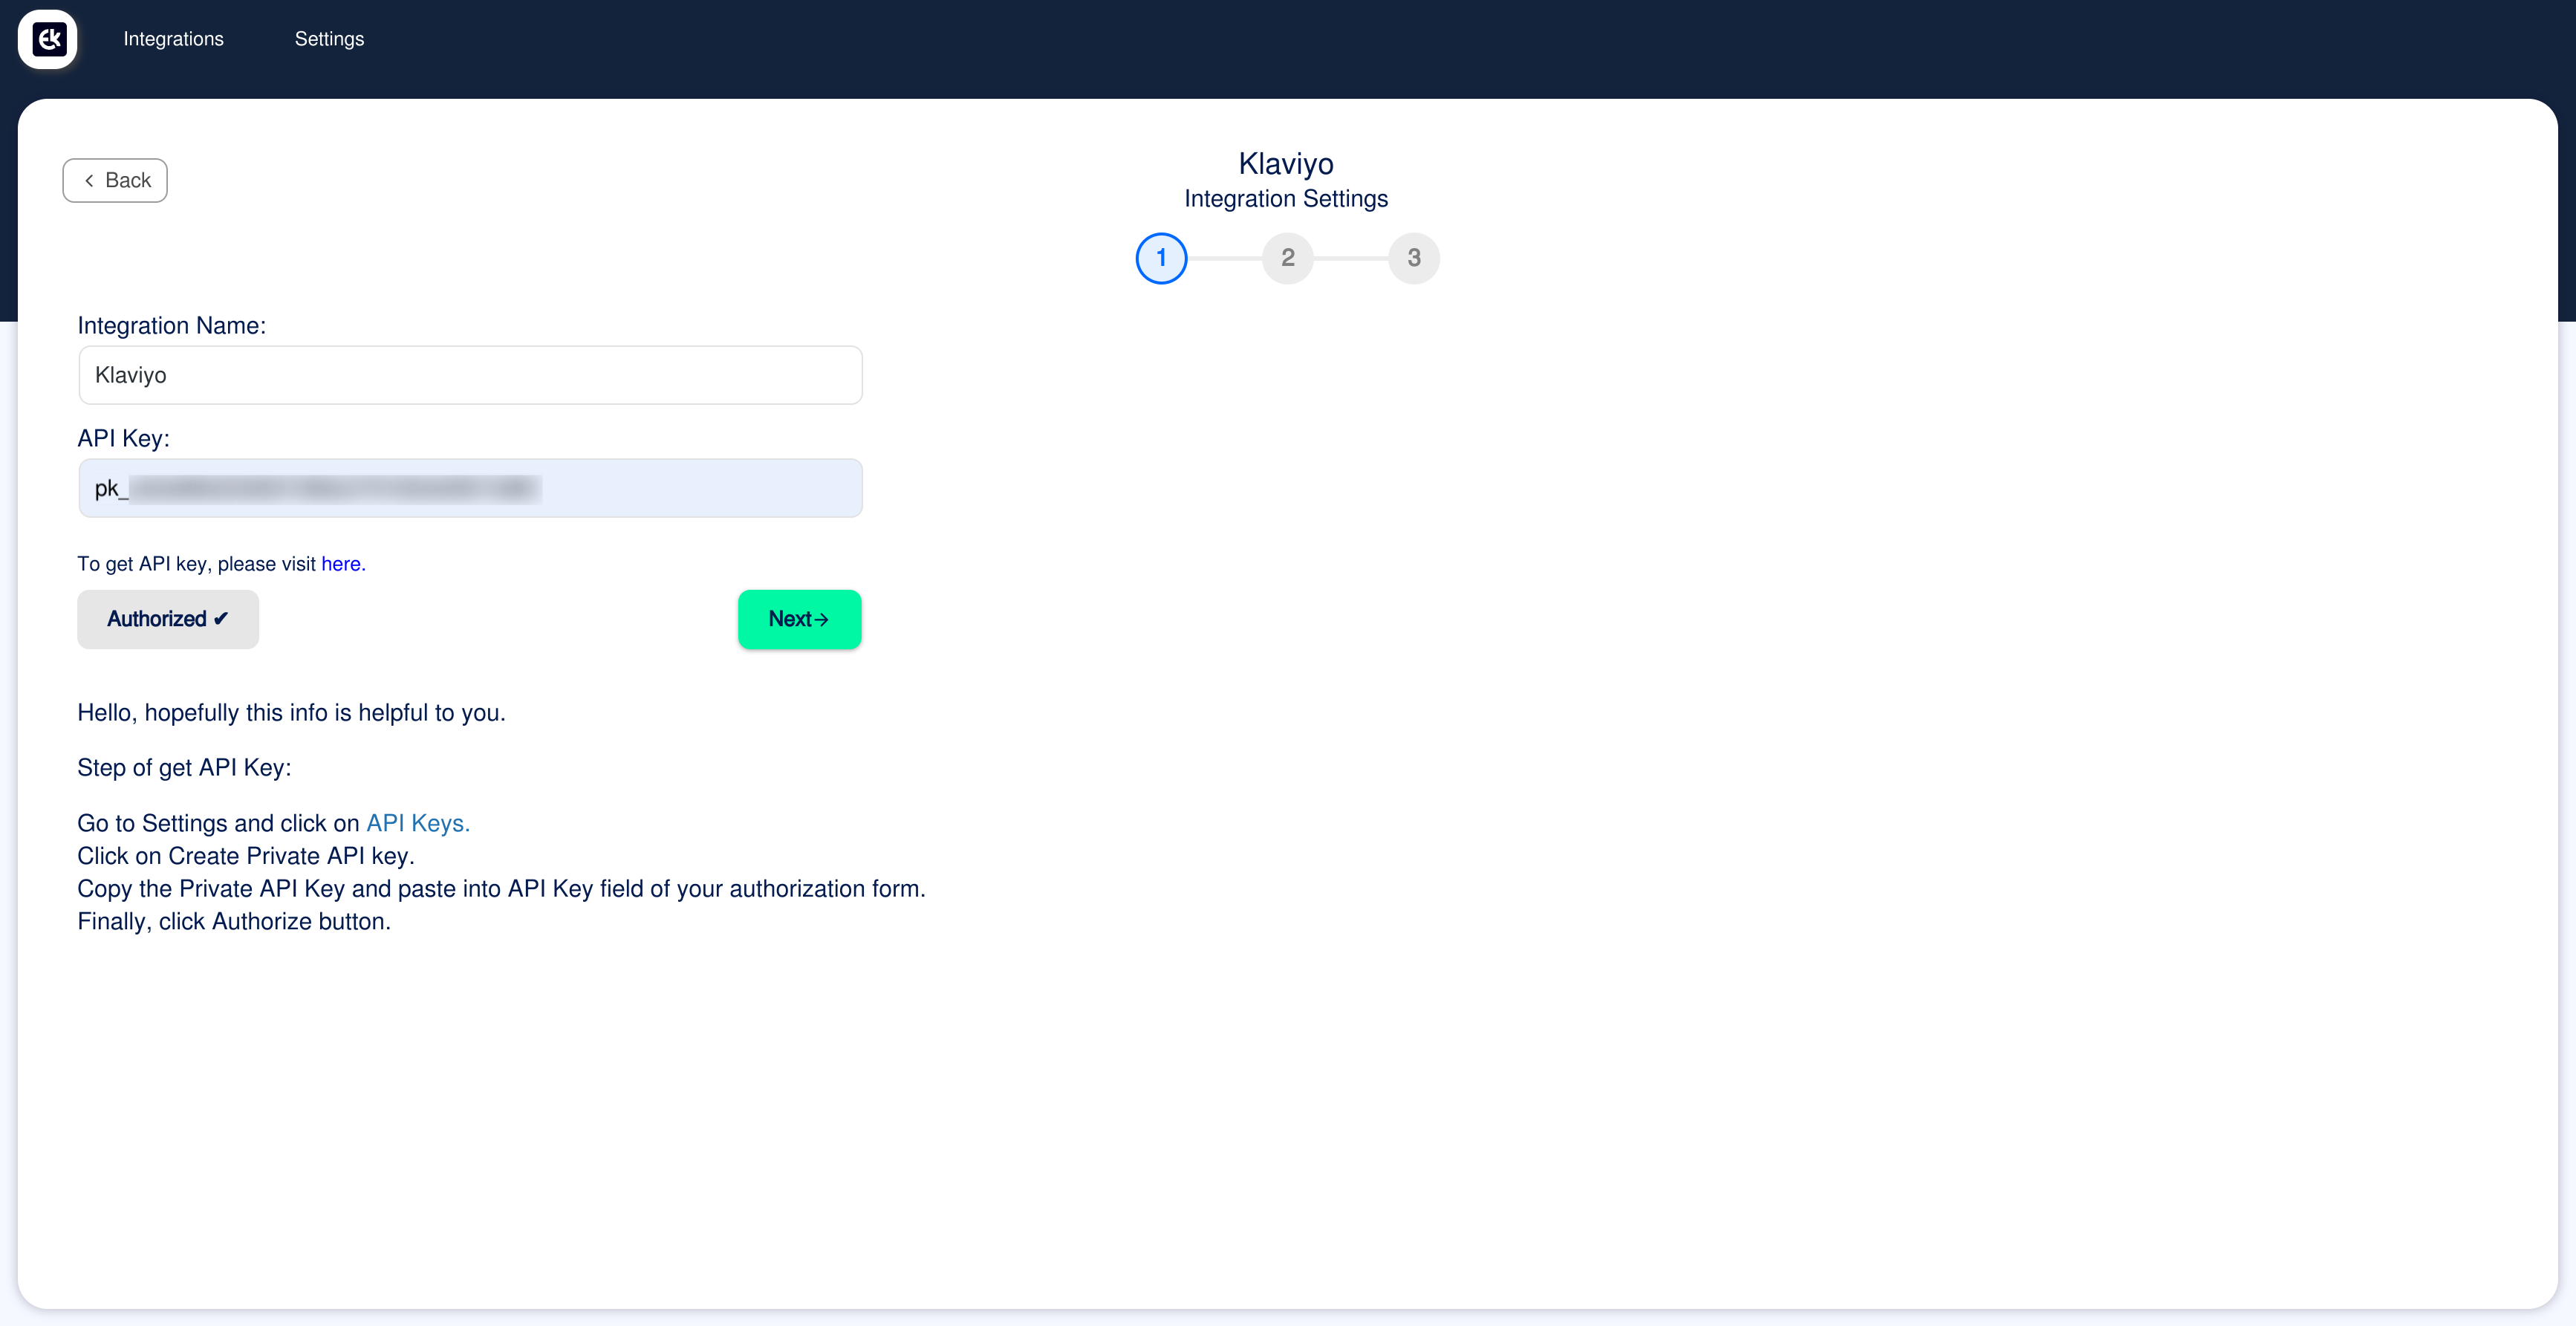 Integrations
Settings
Back
Klaviyo
Integration Settings
1 2 3
Integration Name:
Klaviyo
API Key:
pk_
To get API key, please visit here.
Authorized ✔
Next→
Hello, hopefully this info is helpful to you.
Step of get API Key:
Go to Settings and click on API Keys.
Click on Create Private API key.
Copy the Private API Key and paste into API Key field of your authorization form.
Finally, click Authorize button.